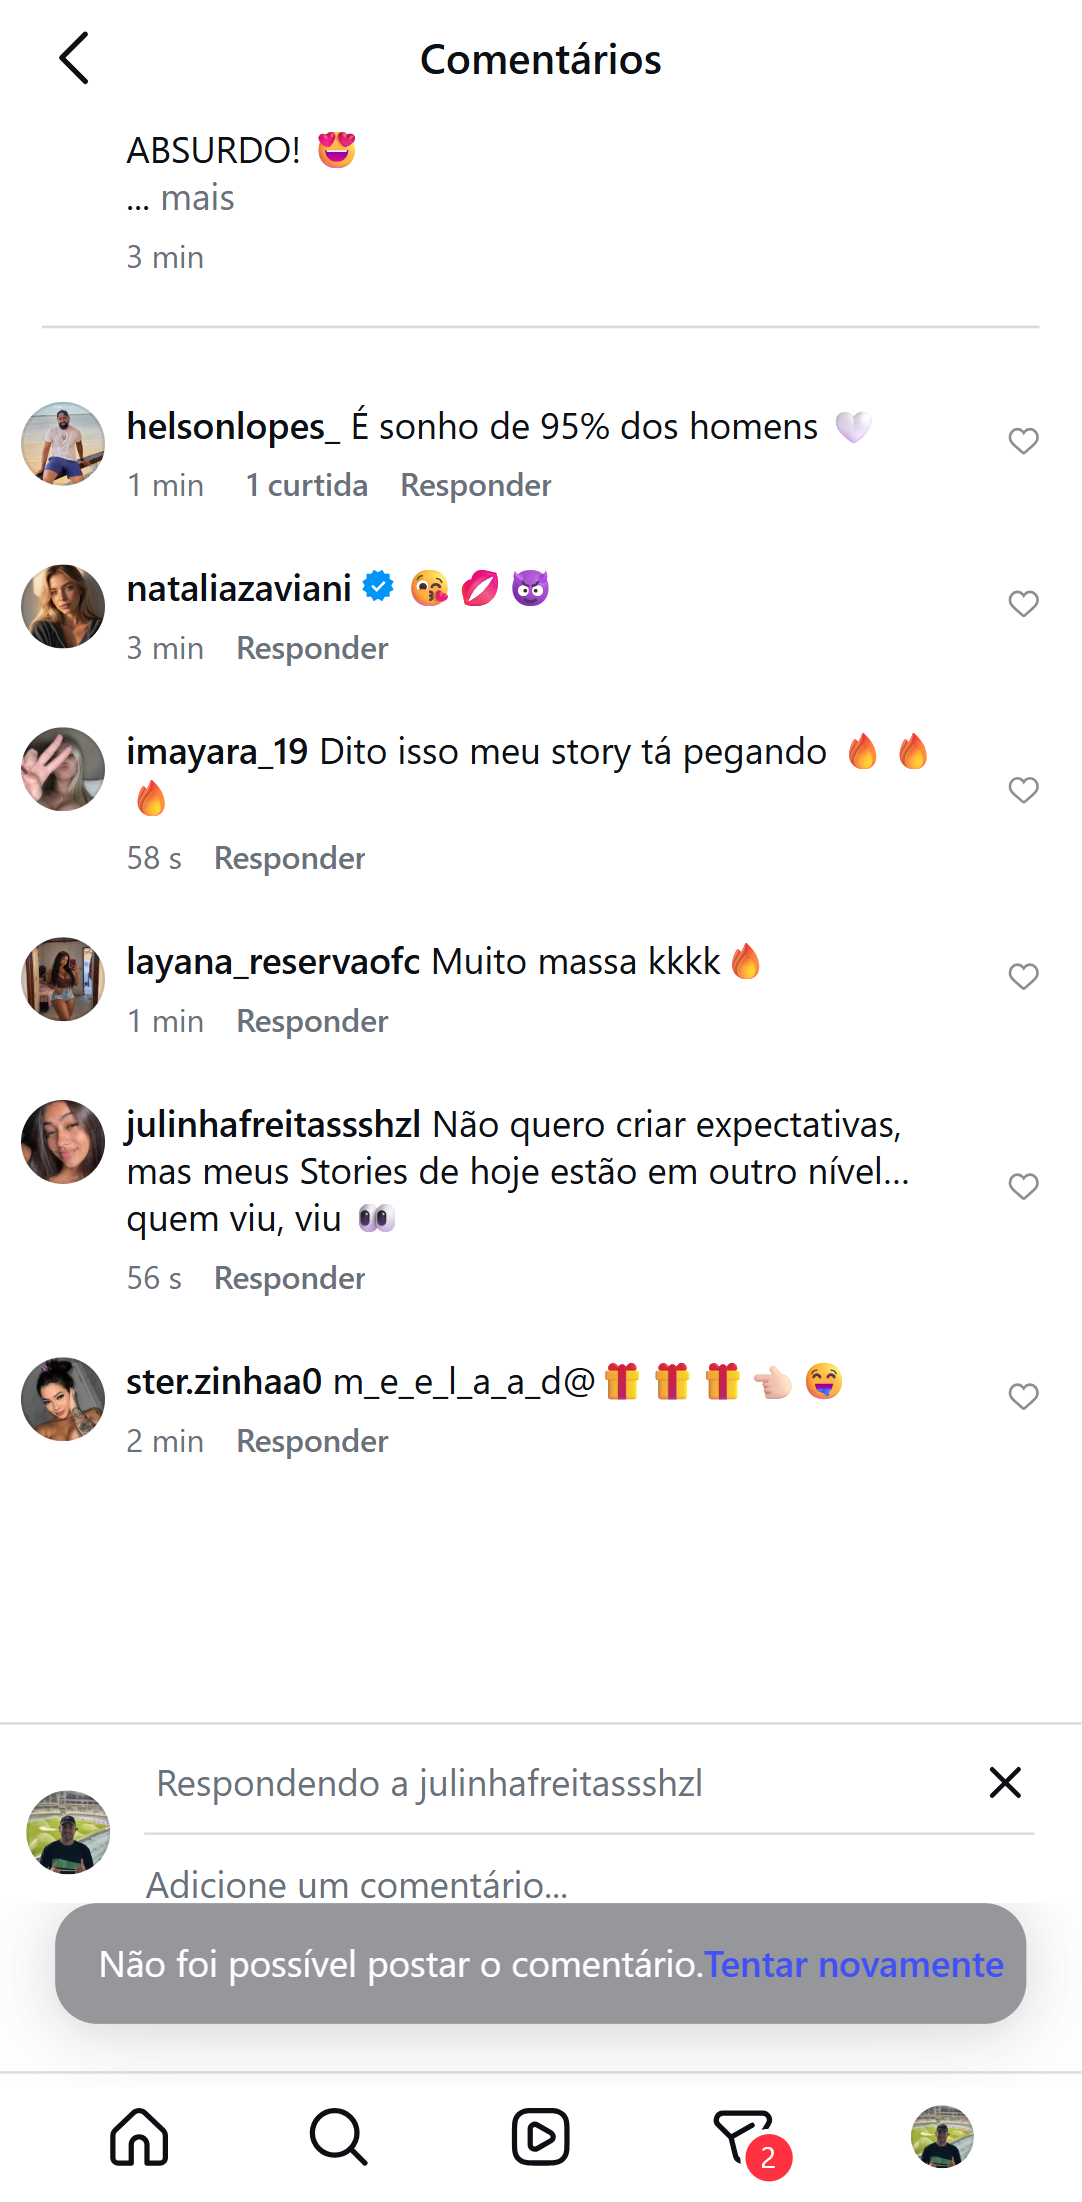 Comentários
ABSURDO! 😍
... mais
3 min
helsonlopes_ É sonho de 95% dos homens 🤍
1 min 1 curtida Responder
nataliazaviani 😘💋😈
3 min Responder
imayara_19 Dito isso meu story tá pegando 🔥🔥
🔥
58 s Responder
layana_reservaofc Muito massa kkkk🔥
1 min Responder
julinhafreitassshzl Não quero criar expectativas,
mas meus Stories de hoje estão em outro nível...
quem viu, viu 👀
56 s Responder
ster.zinhaa0 m_e_e_l_a_a_d@🎁🎁🎁👈🏻😝
2 min Responder
Respondendo a julinhafreitassshzl
Adicione um comentário...
Não foi possível postar o comentário.Tentar novamente
2